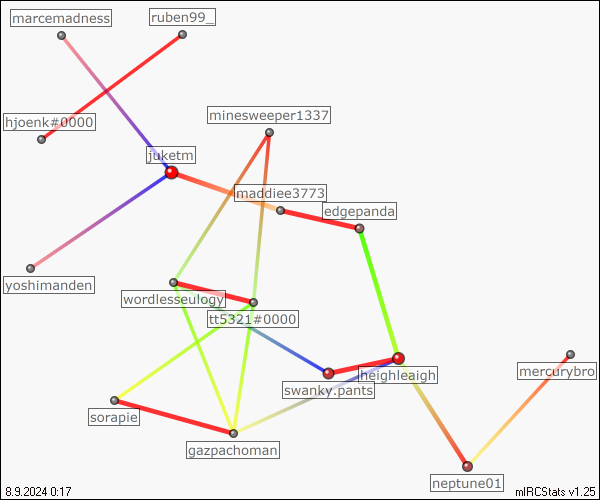 marcemadness
ruben99_
hjoenk#0000
minesweeper1337
juketm
maddiee3773
edgepanda
yoshimanden
wordlesseulogy
tt5321#0000
heighleaigh
mercurybro
swanky.pants
sorapie
gazpachoman
neptune01
8.9.2024 0:17
mIRCStats v1.25